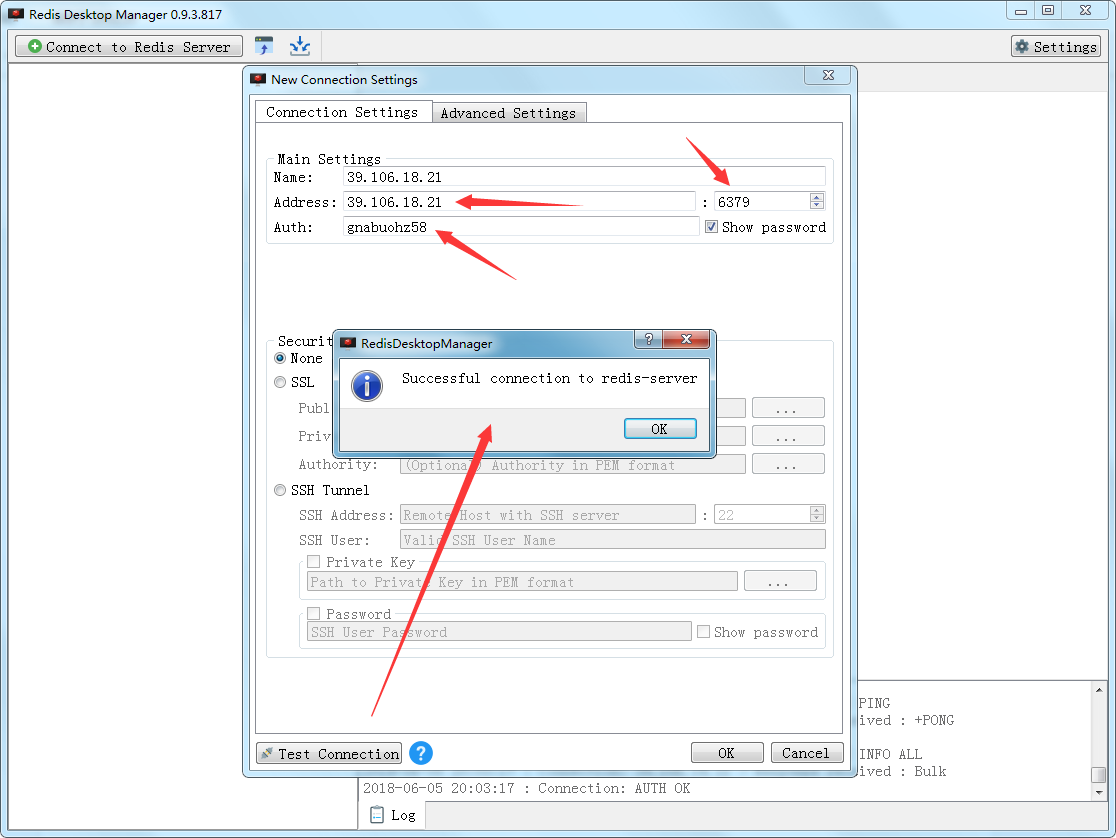 Redis Desktop Manager 0.9.3.817
Connect to Redis Server
Settings
New Connection Settings
Connection Settings
Advanced Settings
Main Settings
Name: 39.106.18.21
Address: 39.106.18.21 : 6379
Auth: gnabuohz58 Show password
Securit
None
SSL
Publ ...
Priv ...
Authority: (Optional) Authority in PEM format ...
RedisDesktopManager
Successful connection to redis-server
OK
SSH Tunnel
SSH Address: Remote Host with SSH server : 22
SSH User: Valid SSH User Name
Private Key
Path to Private Key in PEM format ...
Password
SSH User Password Show password
Test Connection ? OK Cancel
PING
ived : +PONG
INFO ALL
ived : Bulk
2018-06-05 20:03:17 : Connection: AUTH OK
Log